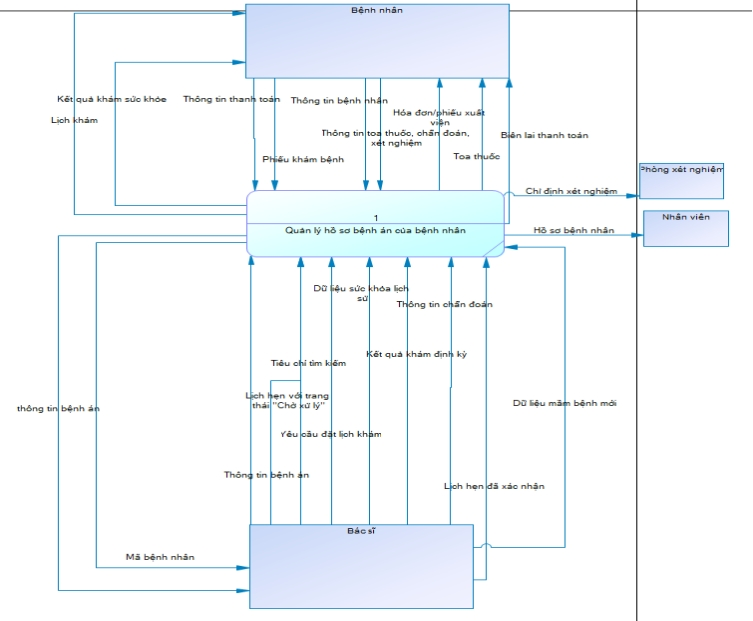 Bệnh nhân
Kết quả khám sức khỏe
Thông tin thanh toán
Thông tin bệnh nhân
Hóa đơn/phiếu xuất
viện
Lịch khám
Thông tin toa thuốc, chẩn đoán,
xét nghiệm
Biên lai thanh toán
Phiếu khám bệnh
Toa thuốc
Phòng xét nghiệm
Chỉ định xét nghiệm
1
Quản lý hồ sơ bệnh án của bệnh nhân
Nhân viên
Hồ sơ bệnh nhân
Dữ liệu sức khỏa lịch
sử
Thông tin chẩn đoán
Kết quả khám định kỳ
Tiêu chí tìm kiếm
Lịch hẹn với trạng
thái "Chờ xử lý"
thông tin bệnh án
Dữ liệu mầm bệnh mới
Yêu cầu đặt lịch khám
Thông tin bệnh án
Lịch hẹn đã xác nhận
Bác sĩ
Mã bệnh nhân